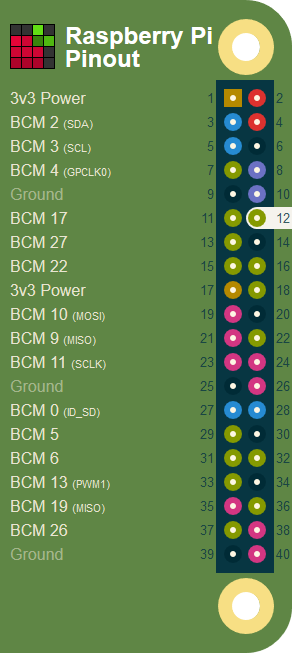 Raspberry Pi
Pinout
3v3 Power 1 2
BCM 2 (SDA) 3 4
BCM 3 (SCL) 5 6
BCM 4 (GPCLK0) 7 8
Ground 9 10
BCM 17 11 12
BCM 27 13 14
BCM 22 15 16
3v3 Power 17 18
BCM 10 (MOSI) 19 20
BCM 9 (MISO) 21 22
BCM 11 (SCLK) 23 24
Ground 25 26
BCM 0 (ID_SD) 27 28
BCM 5 29 30
BCM 6 31 32
BCM 13 (PWM1) 33 34
BCM 19 (MISO) 35 36
BCM 26 37 38
Ground 39 40